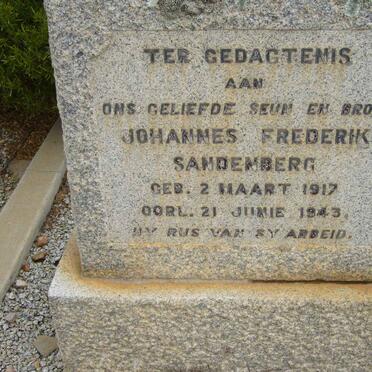 TER GEDAGTENIS
AAN
ONS GELIEFDE SEUN EN BRO
JOHANNES FREDERIK
SANDENBERG
GEB. 2 MAART 1917
OORL. 21 JUNIE 1943.
HY RUS VAN SY ARBEID.